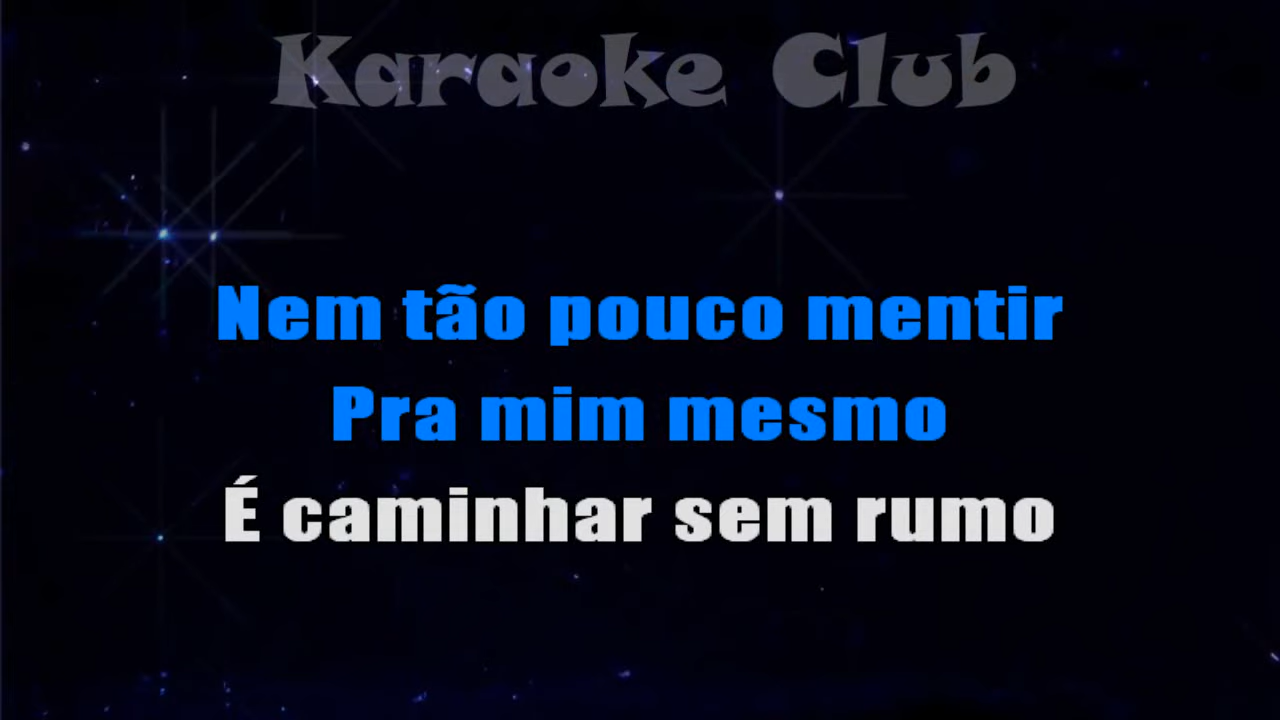 Karaoke Club
Nem tão pouco mentir
Pra mim mesmo
É caminhar sem rumo